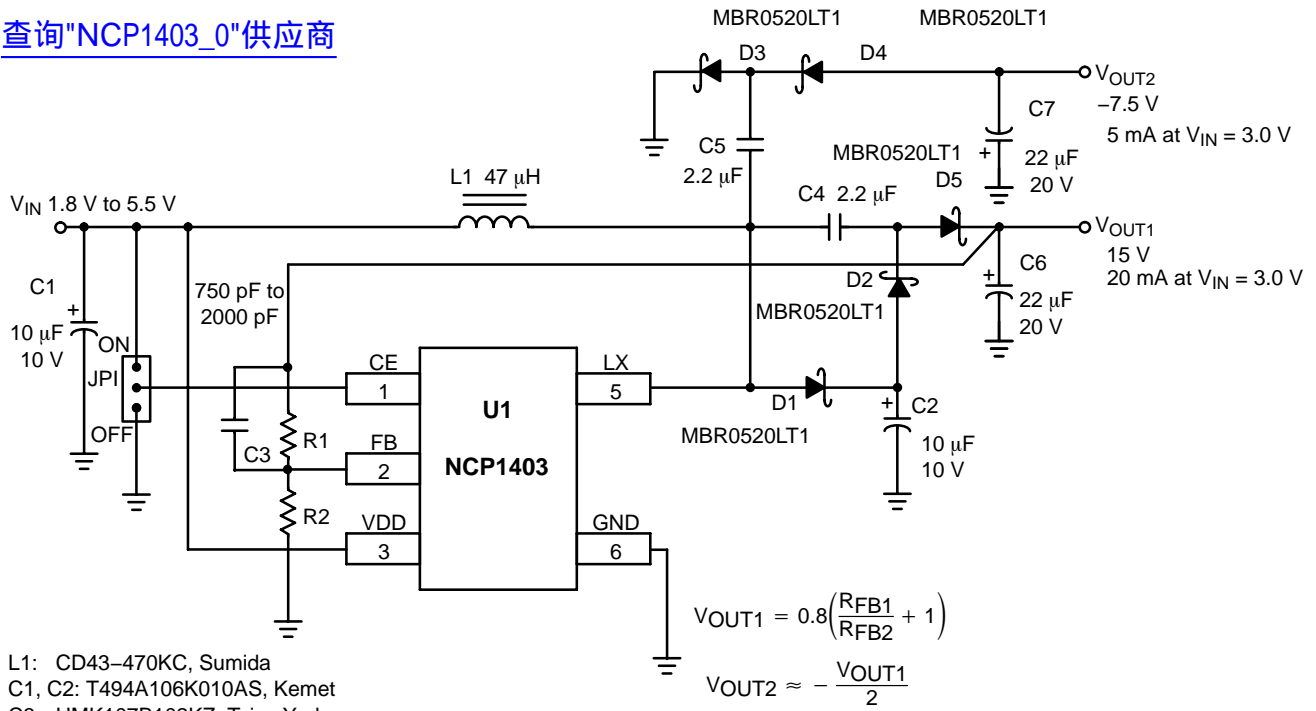 查询"NCP1403_0"供应商
MBR0520LT1
MBR0520LT1
D3
D4
VOUT2
−7.5 V
5 mA at VIN = 3.0 V
C7
22 μF
20 V
+
C5
2.2 μF
MBR0520LT1
D5
L1 47 μH
C4 2.2 μF
VIN 1.8 V to 5.5 V
VOUT1
15 V
20 mA at VIN = 3.0 V
C6
+
22 μF
20 V
C1
+
10 μF
10 V
750 pF to
2000 pF
D2
MBR0520LT1
ON
JPI
OFF
CE
1
LX
5
U1
NCP1403
R1
C3
FB
2
R2
VDD
3
GND
6
D1
MBR0520LT1
+
C2
10 μF
10 V
VOUT1 = 0.8(RFB1/RFB2 + 1)
VOUT2 ≈ − VOUT1/2
L1: CD43−470KC, Sumida
C1, C2: T494A106K010AS, Kemet